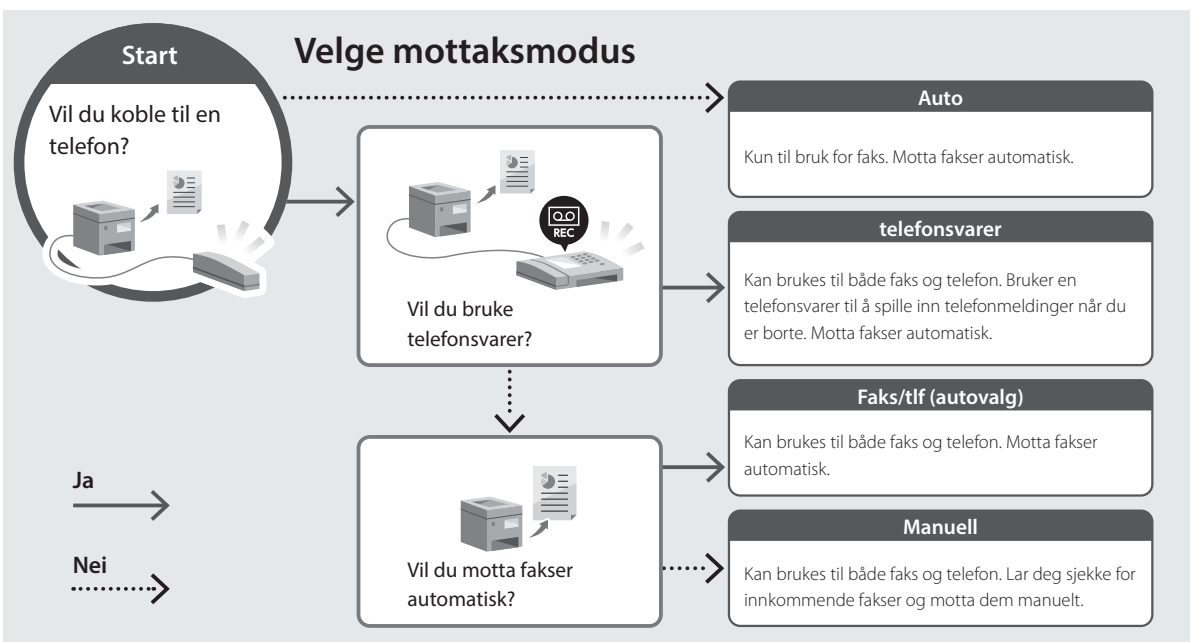 Start
Velge mottaksmodus
Vil du koble til en
telefon?
Auto
Kun til bruk for faks. Motta fakser automatisk.
REC
Vil du bruke
telefonsvarer?
telefonsvarer
Kan brukes til både faks og telefon. Bruker en
telefonsvarer til å spille inn telefonmeldinger når du
er borte. Motta fakser automatisk.
Faks/tlf (autovalg)
Kan brukes til både faks og telefon. Motta fakser
automatisk.
Ja
Nei
Vil du motta fakser
automatisk?
Manuell
Kan brukes til både faks og telefon. Lar deg sjekke for
innkommende fakser og motta dem manuelt.